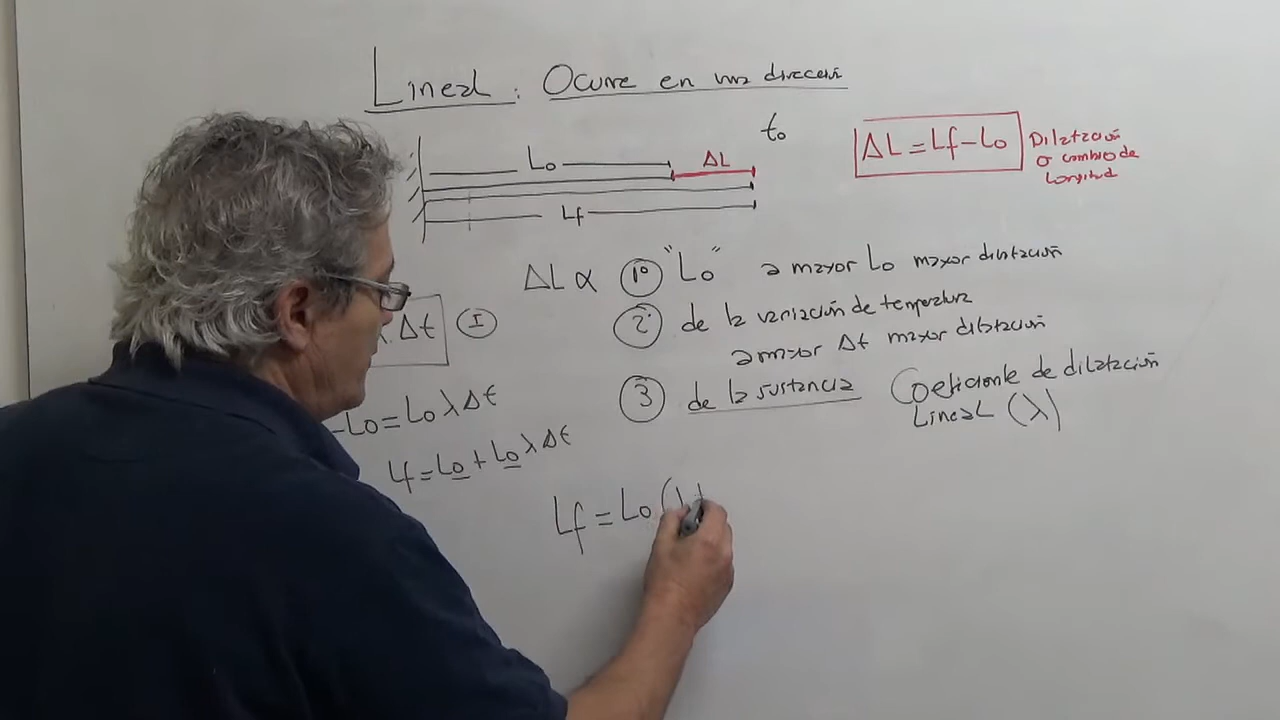 Lineal : Ocurre en una dirección
to
Lo ΔL
Lf
ΔL = Lf - Lo
Dilatación
o cambio de
Longitud
ΔL ∝ 1º "Lo" a mayor Lo mayor dilatación
2º de la variación de temperatura
a mayor Δt mayor dilatación
3 de la sustancia Coeficiente de dilatación
Lineal (λ)
λ Δt I
-Lo = Lo λ Δt
Lf = Lo + Lo λ Δt
Lf = Lo (1+